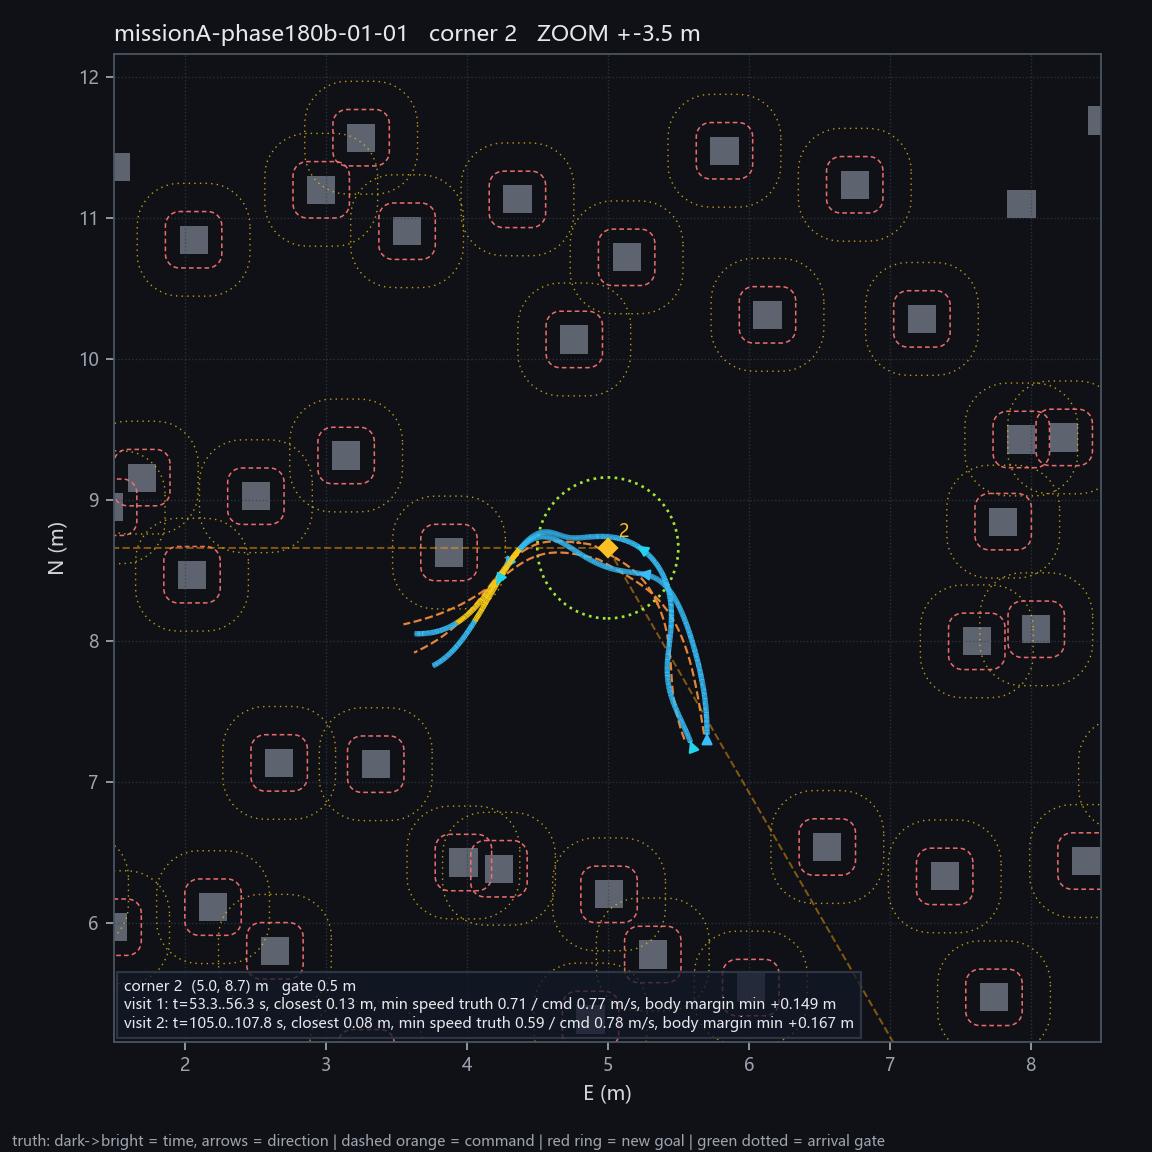 missionA-phase180b-01-01   corner 2   ZOOM +-3.5 m
12
11
10
9
8
7
6
N (m)
2
2 3 4 5 6 7 8
E (m)
corner 2  (5.0, 8.7) m   gate 0.5 m
visit 1: t=53.3..56.3 s, closest 0.13 m, min speed truth 0.71 / cmd 0.77 m/s, body margin min +0.149 m
visit 2: t=105.0..107.8 s, closest 0.08 m, min speed truth 0.59 / cmd 0.78 m/s, body margin min +0.167 m
truth: dark->bright = time, arrows = direction | dashed orange = command | red ring = new goal | green dotted = arrival gate